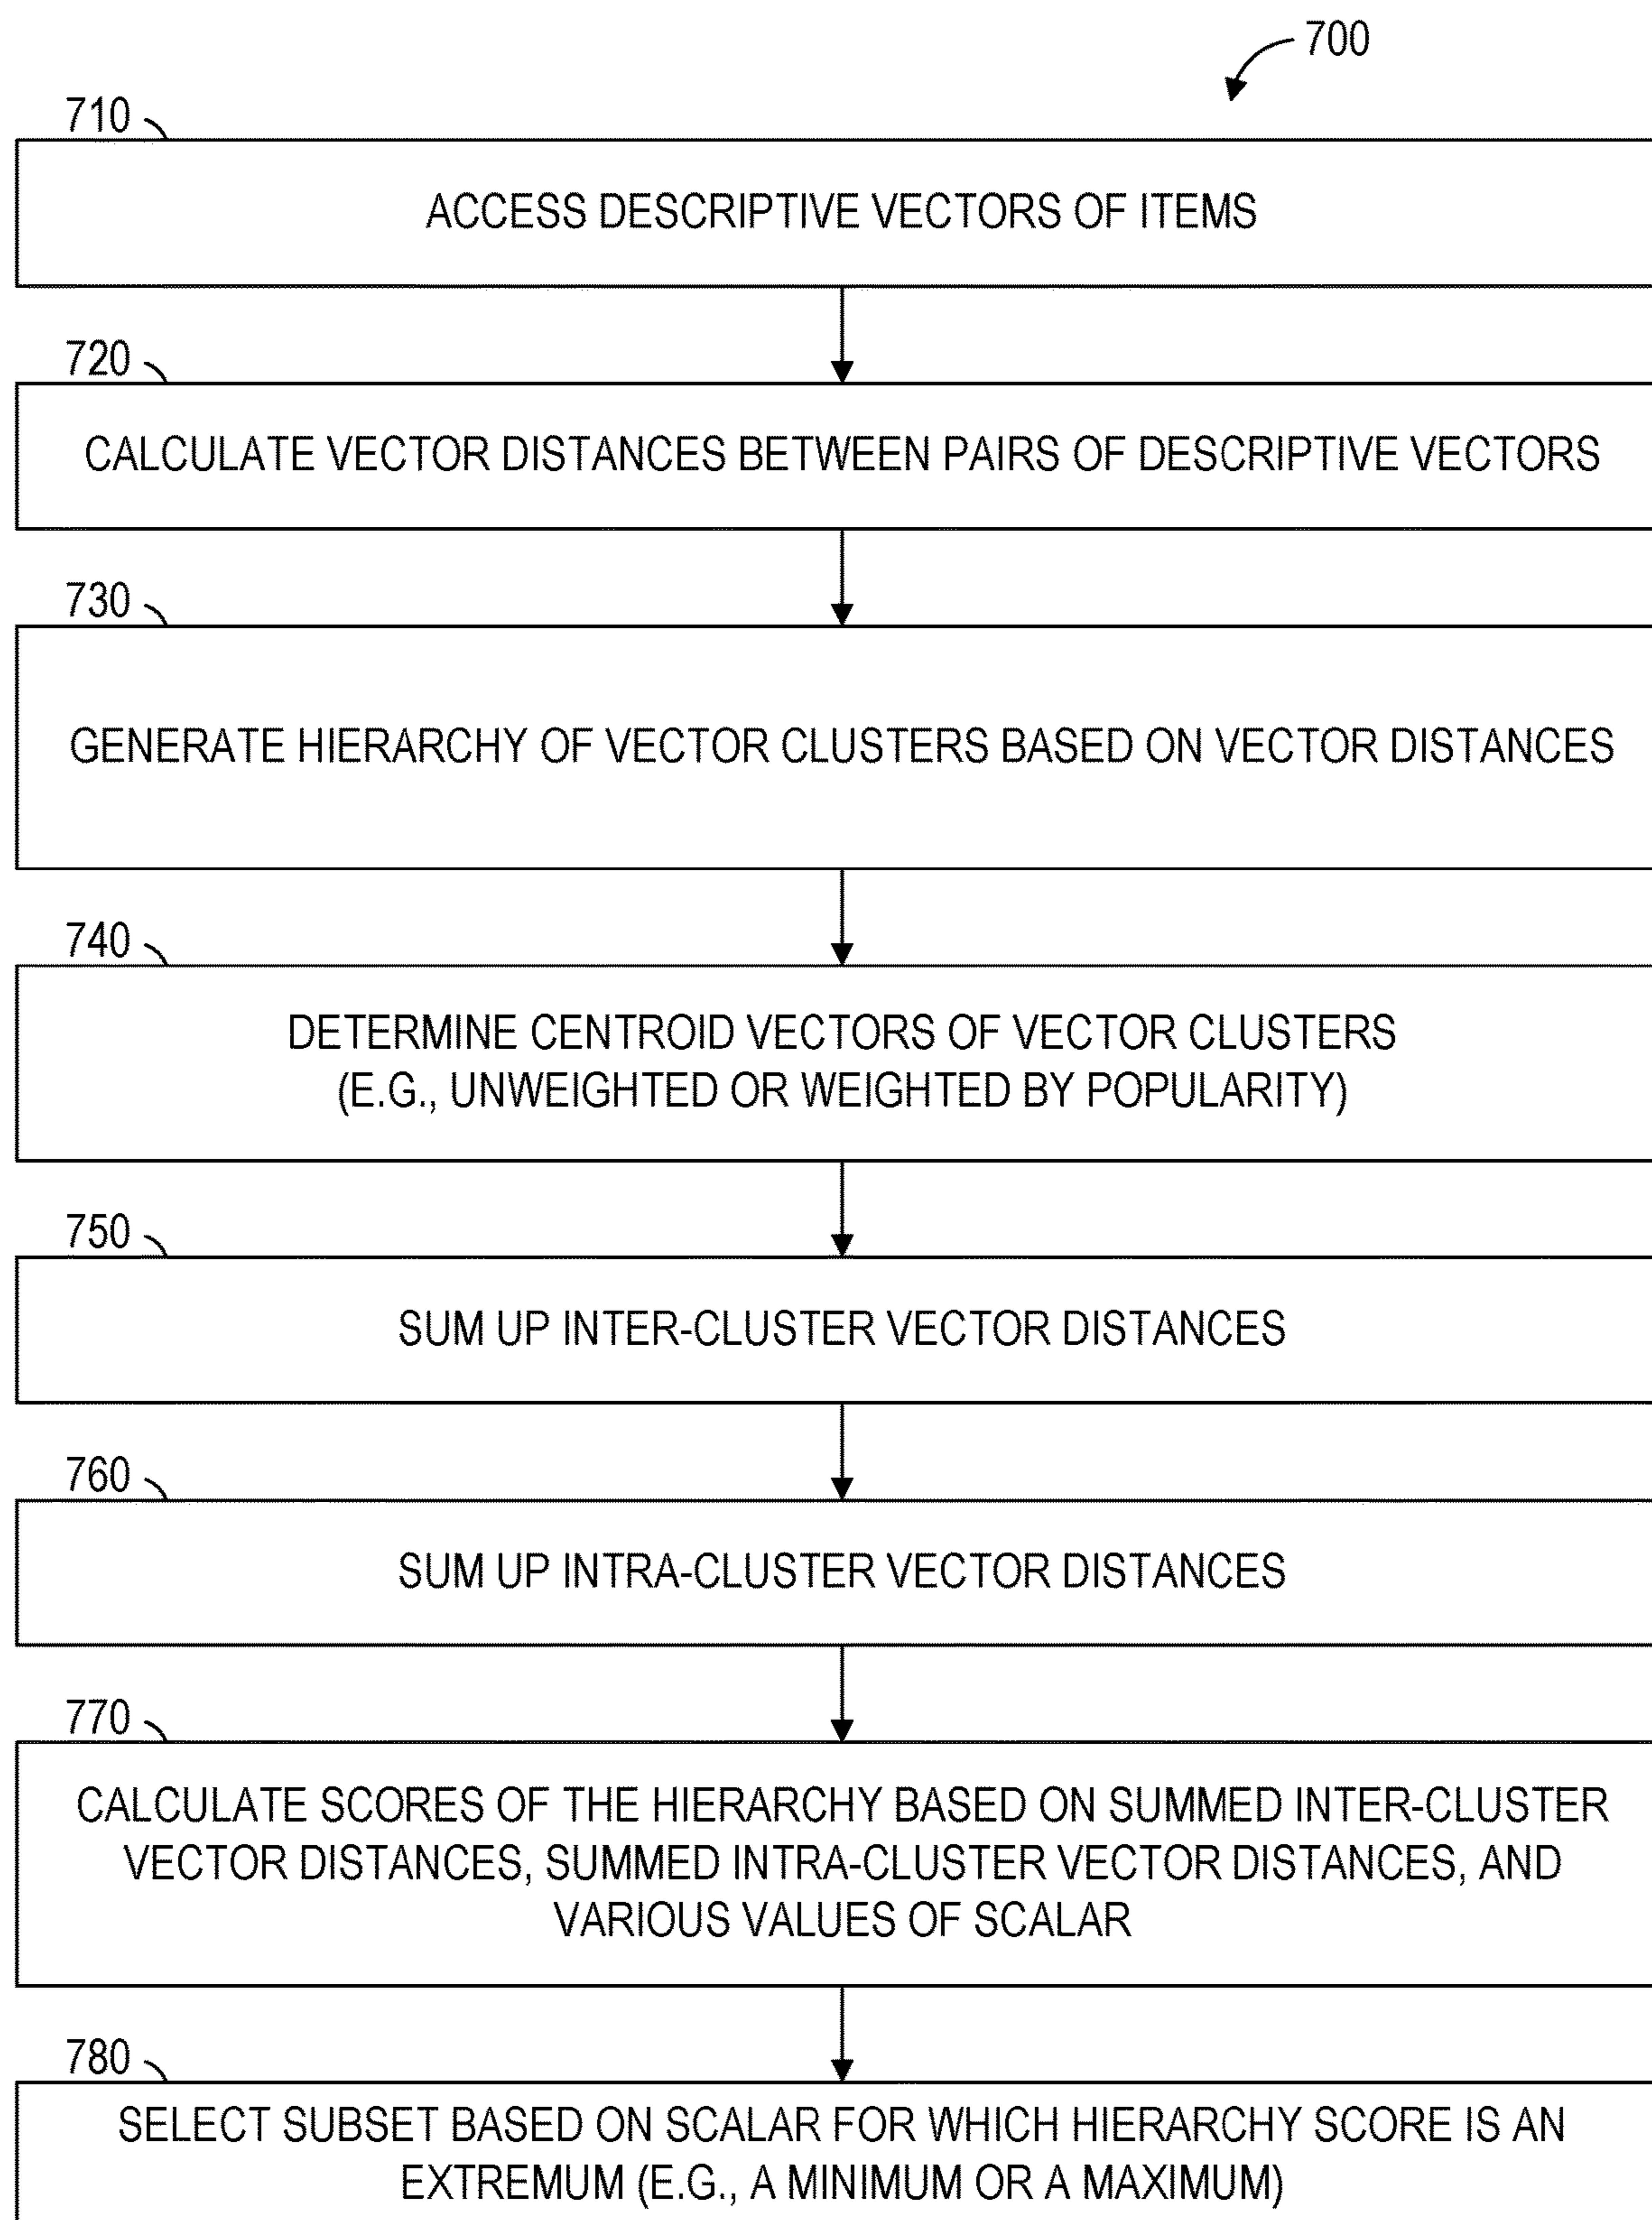 700
710
ACCESS DESCRIPTIVE VECTORS OF ITEMS
720
CALCULATE VECTOR DISTANCES BETWEEN PAIRS OF DESCRIPTIVE VECTORS
730
GENERATE HIERARCHY OF VECTOR CLUSTERS BASED ON VECTOR DISTANCES
740
DETERMINE CENTROID VECTORS OF VECTOR CLUSTERS
(E.G., UNWEIGHTED OR WEIGHTED BY POPULARITY)
750
SUM UP INTER-CLUSTER VECTOR DISTANCES
760
SUM UP INTRA-CLUSTER VECTOR DISTANCES
770
CALCULATE SCORES OF THE HIERARCHY BASED ON SUMMED INTER-CLUSTER
VECTOR DISTANCES, SUMMED INTRA-CLUSTER VECTOR DISTANCES, AND
VARIOUS VALUES OF SCALAR
780
SELECT SUBSET BASED ON SCALAR FOR WHICH HIERARCHY SCORE IS AN
EXTREMUM (E.G., A MINIMUM OR A MAXIMUM)